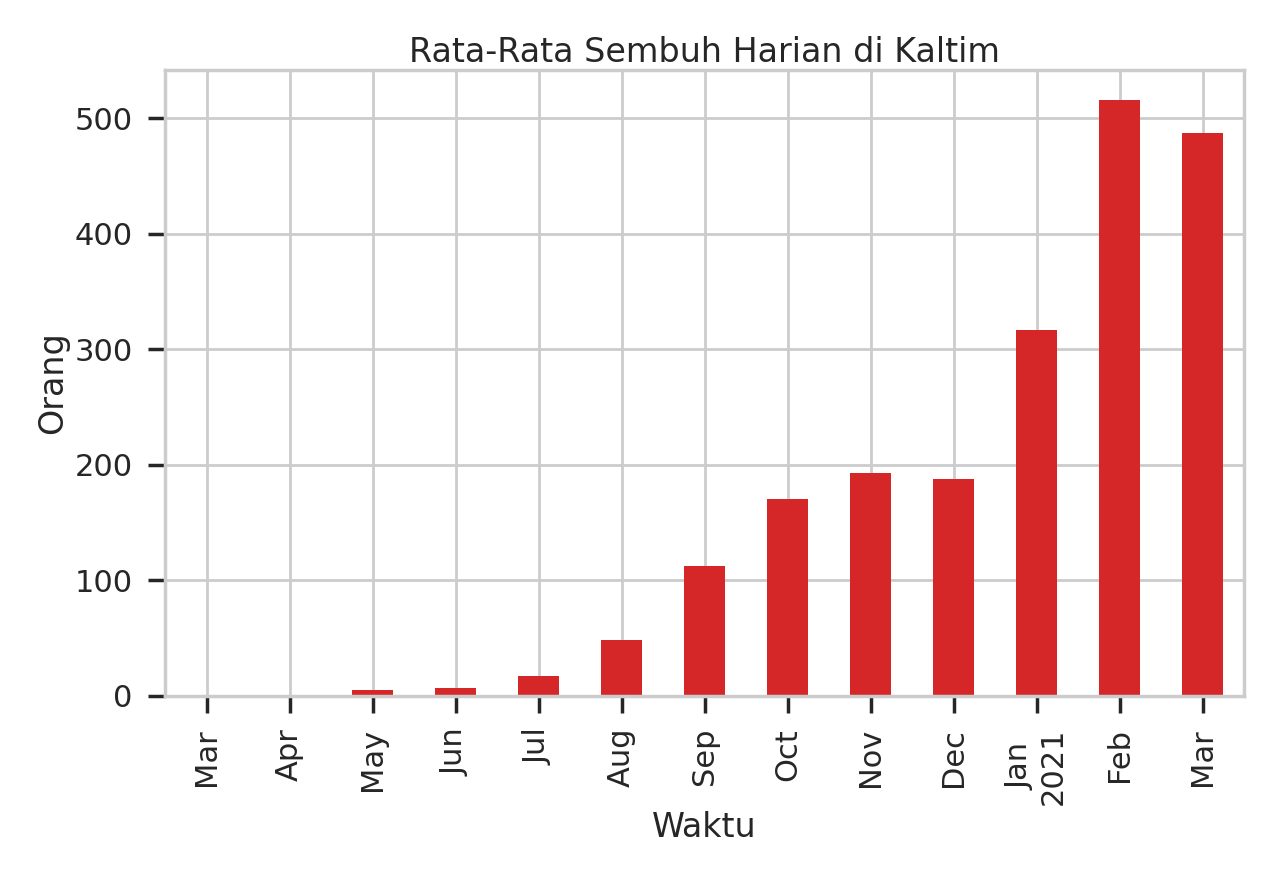 Rata-Rata Sembuh Harian di Kaltim
Orang
500
400
300
200
100
0
Mar
Apr
May
Jun
Jul
Aug
Sep
Oct
Nov
Dec
Jan
2021
Feb
Mar
Waktu